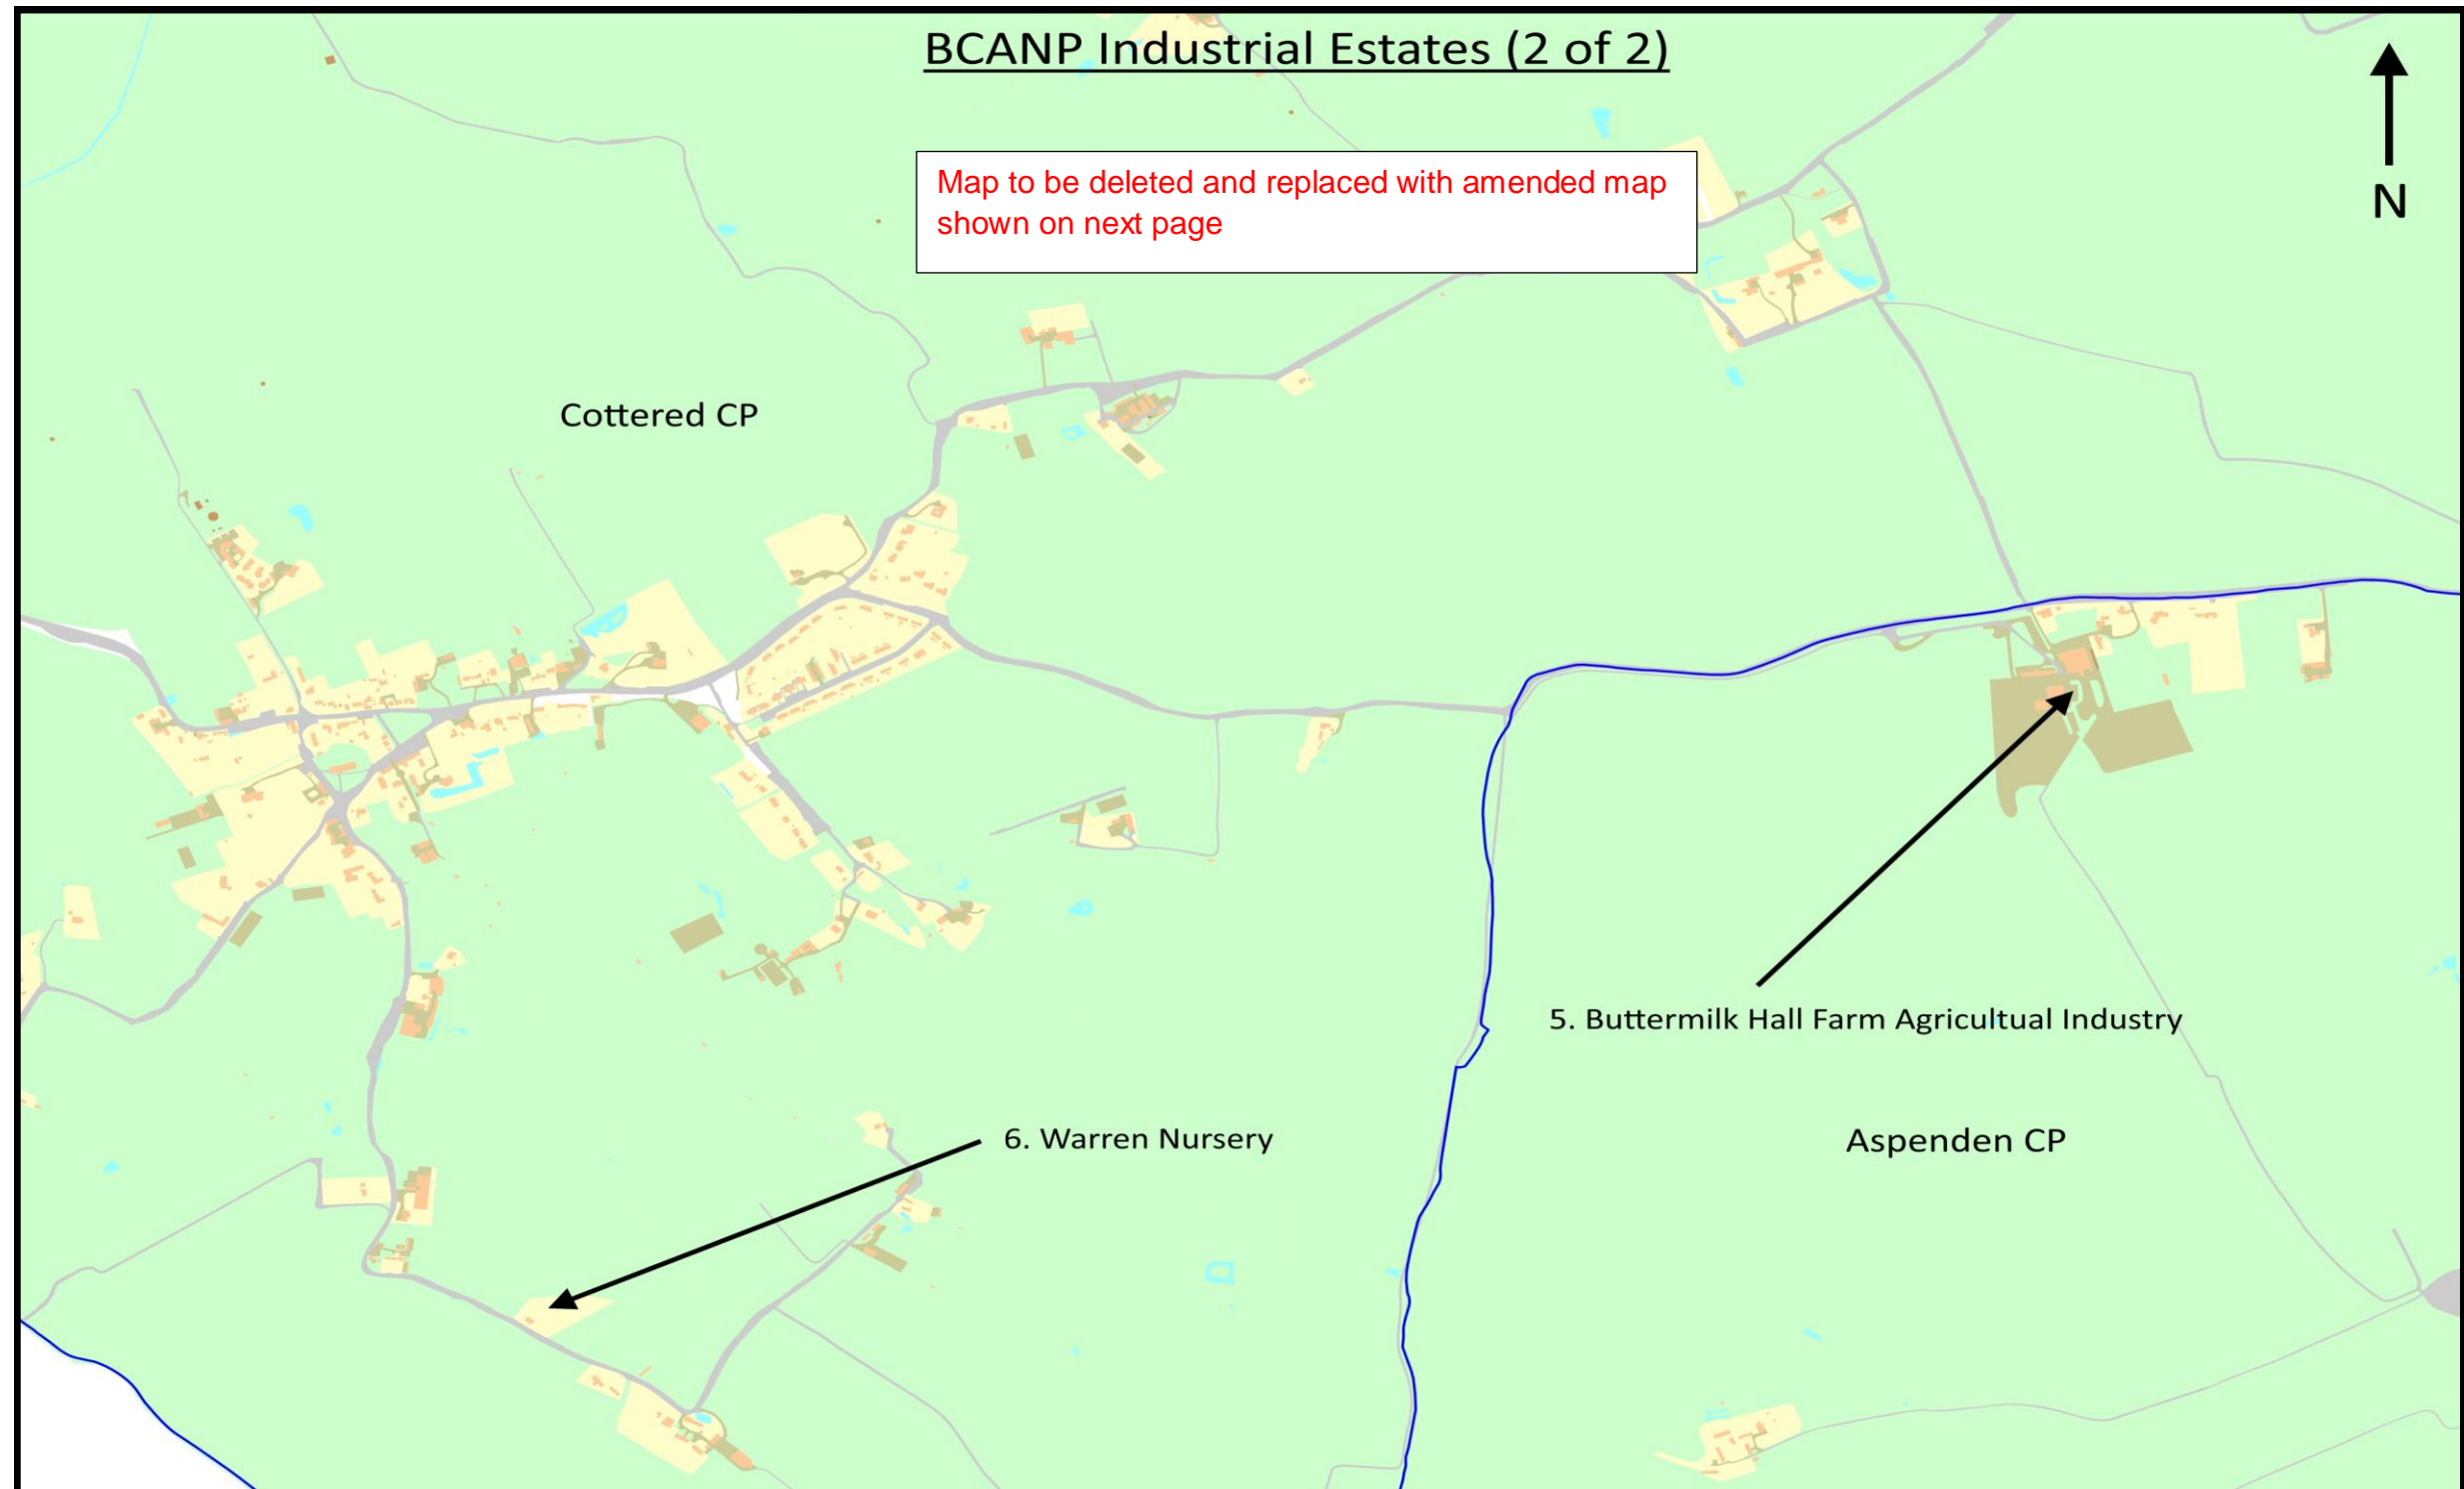 BCANP Industrial Estates (2 of 2)
Map to be deleted and replaced with amended map
shown on next page
N
Cottered CP
5. Buttermilk Hall Farm Agricultual Industry
6. Warren Nursery
Aspenden CP